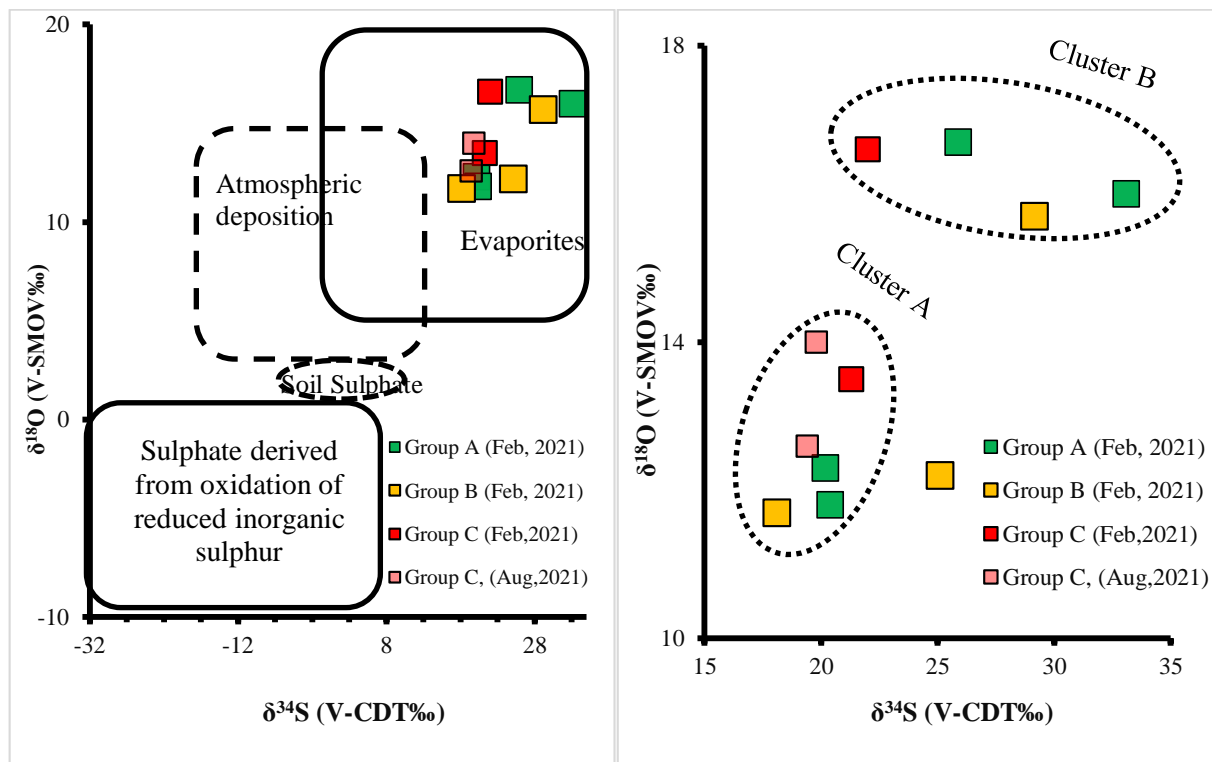 20
10
0
-10
-32
-12
8
28
δ¹⁸O (V-SMOV‰)
δ³⁴S (V-CDT‰)
Atmospheric
deposition
Evaporites
Soil Sulphate
Sulphate derived
from oxidation of
reduced inorganic
sulphur
Group A (Feb, 2021)
Group B (Feb, 2021)
Group C (Feb,2021)
Group C, (Aug,2021)
18
14
10
15
20
25
30
35
δ¹⁸O (V-SMOV‰)
δ³⁴S (V-CDT‰)
Cluster B
Cluster A
Group A (Feb, 2021)
Group B (Feb, 2021)
Group C (Feb,2021)
Group C, (Aug,2021)